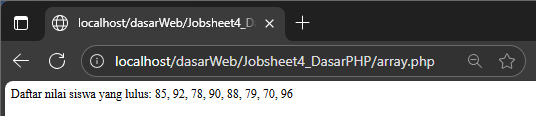 localhost/dasarWeb/Jobsheet4_D
localhost/dasarWeb/Jobsheet4_DasarPHP/array.php
Daftar nilai siswa yang lulus: 85, 92, 78, 90, 88, 79, 70, 96